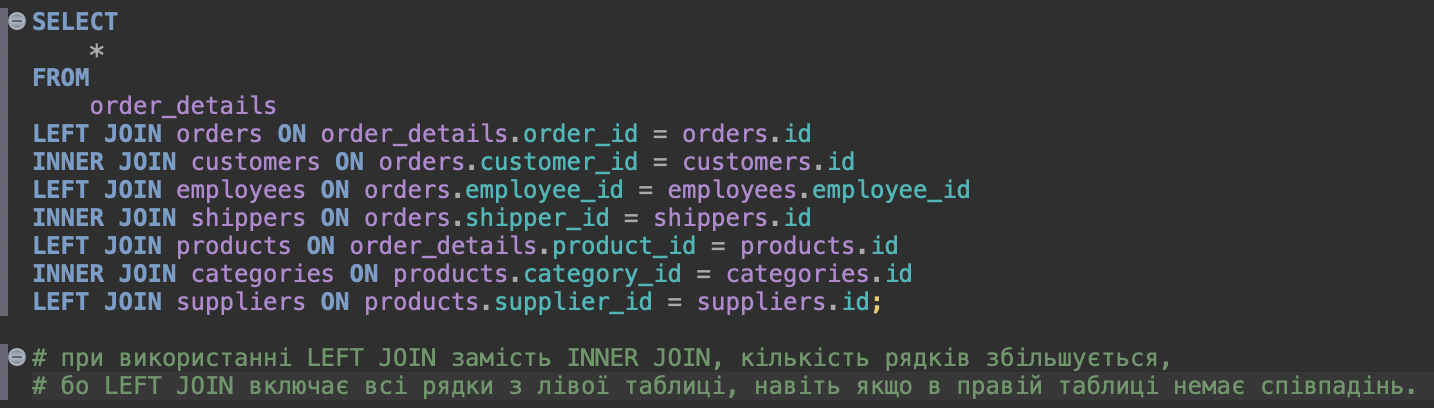 SELECT
*
FROM
order_details
LEFT JOIN orders ON order_details.order_id = orders.id
INNER JOIN customers ON orders.customer_id = customers.id
LEFT JOIN employees ON orders.employee_id = employees.employee_id
INNER JOIN shippers ON orders.shipper_id = shippers.id
LEFT JOIN products ON order_details.product_id = products.id
INNER JOIN categories ON products.category_id = categories.id
LEFT JOIN suppliers ON products.supplier_id = suppliers.id;
# при використанні LEFT JOIN замість INNER JOIN, кількість рядків збільшується,
# бо LEFT JOIN включає всі рядки з лівої таблиці, навіть якщо в правій таблиці немає співпадінь.